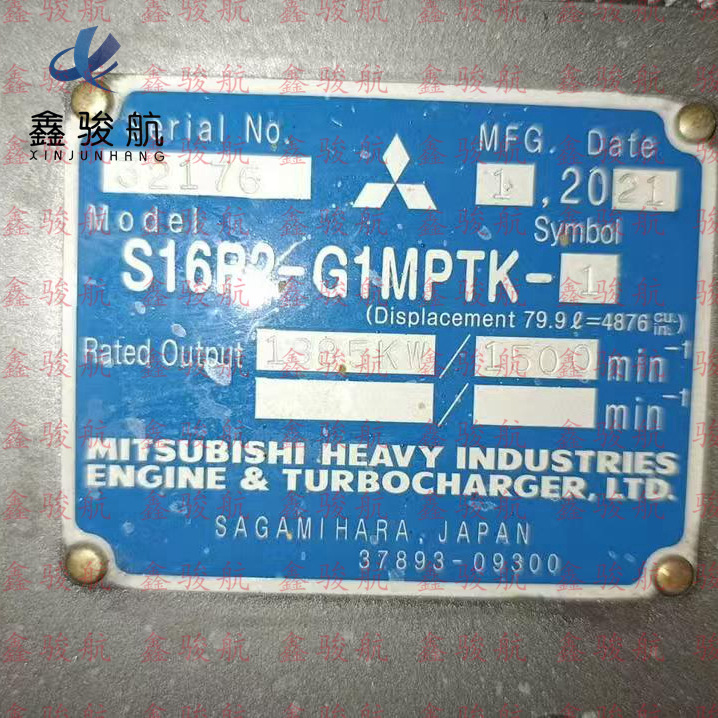 鑫骏航
XINJUNHANG
Serial No.
32176
MFG. Date
1 , 2021
Model
Symbol
S16R2-G1MPTK-1
(Displacement 79.9ℓ=4876 cu. in.)
Rated Output 1985KW/1500 min⁻¹
/ min⁻¹
MITSUBISHI HEAVY INDUSTRIES
ENGINE & TURBOCHARGER, LTD.
SAGAMIHARA, JAPAN
37893-09300